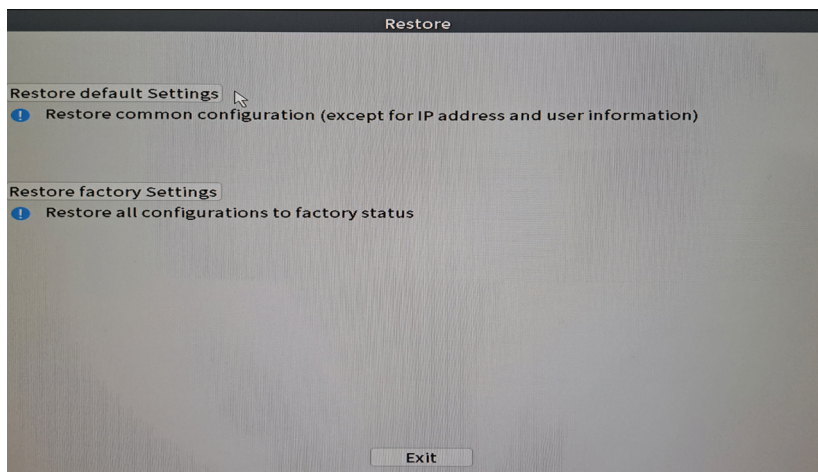 Restore
Restore default Settings
Restore common configuration (except for IP address and user information)
Restore factory Settings
Restore all configurations to factory status
Exit